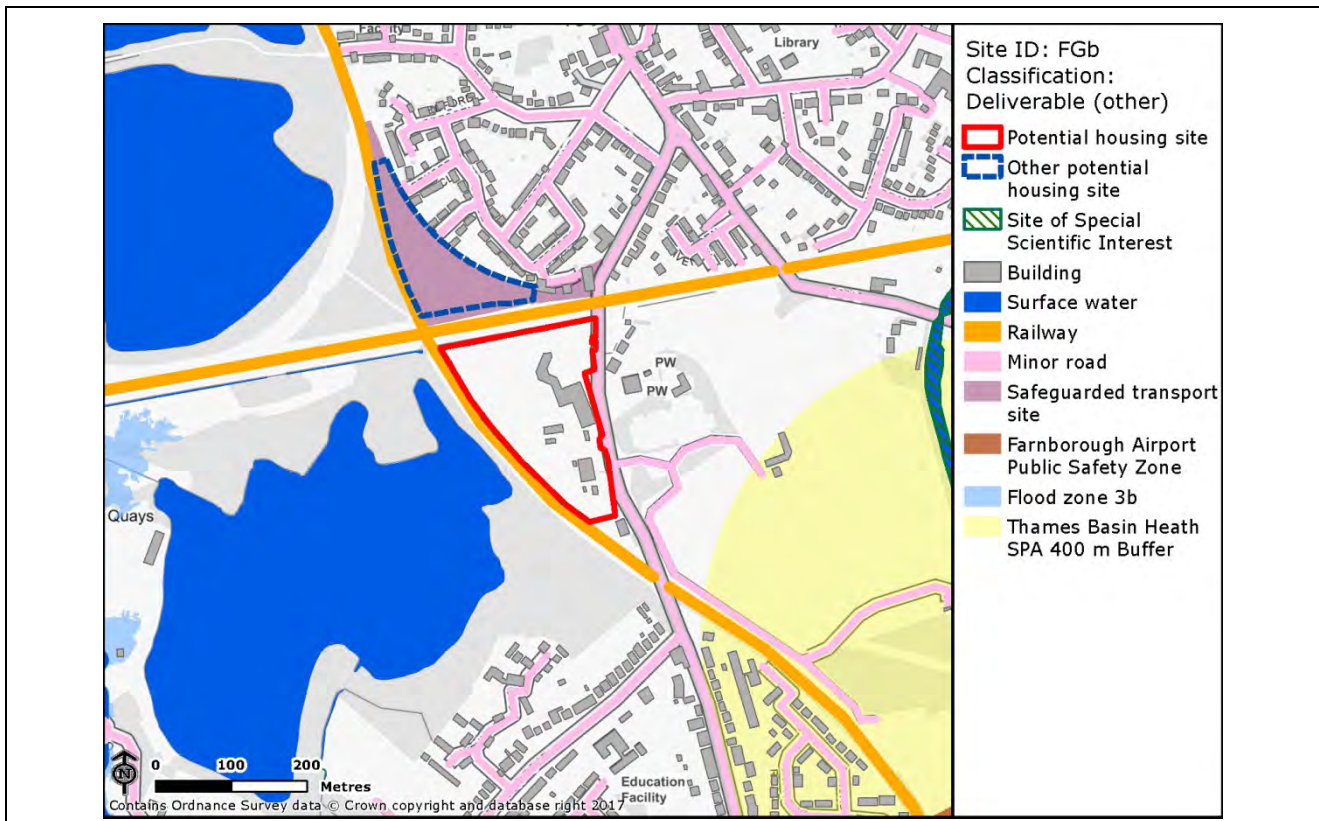 Facility
Library
PW
PW
Quays
Education
Facility
N
0 100 200
Metres
Contains Ordnance Survey data © Crown copyright and database right 2017
Site ID: FGb
Classification:
Deliverable (other)
Potential housing site
Other potential
housing site
Site of Special
Scientific Interest
Building
Surface water
Railway
Minor road
Safeguarded transport
site
Farnborough Airport
Public Safety Zone
Flood zone 3b
Thames Basin Heath
SPA 400 m Buffer